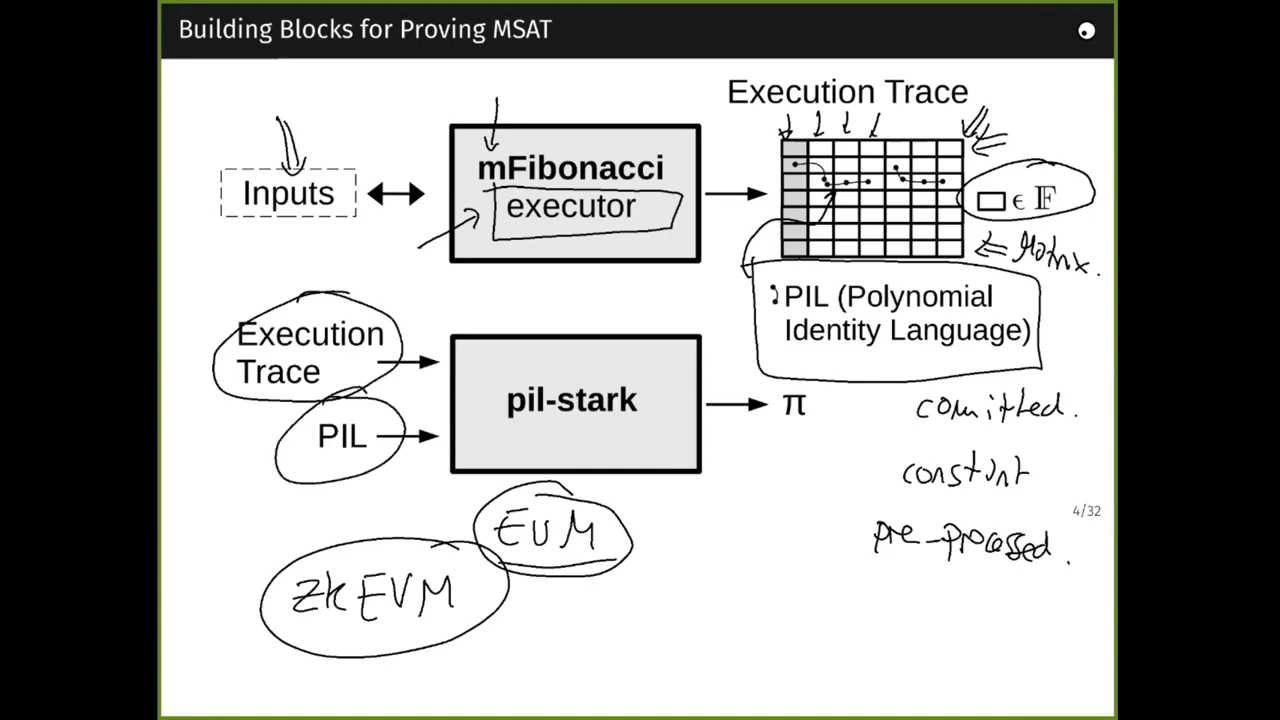 Building Blocks for Proving MSAT
Execution Trace
Inputs
mFibonacci
executor
□ ∈ 𝔽
Matrix.
PIL (Polynomial
Identity Language)
Execution
Trace
PIL
pil-stark
π
comitted.
constant
pre-processed.
4/32
EVM
ZkEVM